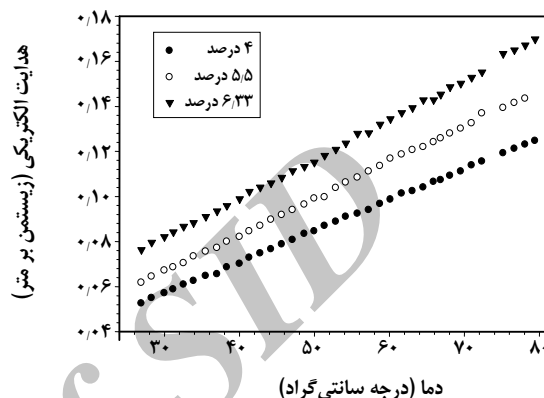 هدایت الکتریکی (زیستمن بر متر)
۰/۱۸
۰/۱۶
۰/۱۴
۰/۱۲
۰/۱۰
۰/۰۸
۰/۰۶
۰/۰۴
۴ درصد
۵٫۵ درصد
۶٫۳۳ درصد
۳۰ ۴۰ ۵۰ ۶۰ ۷۰ ۸۰
دما (درجه سانتی‌گراد)
f SID